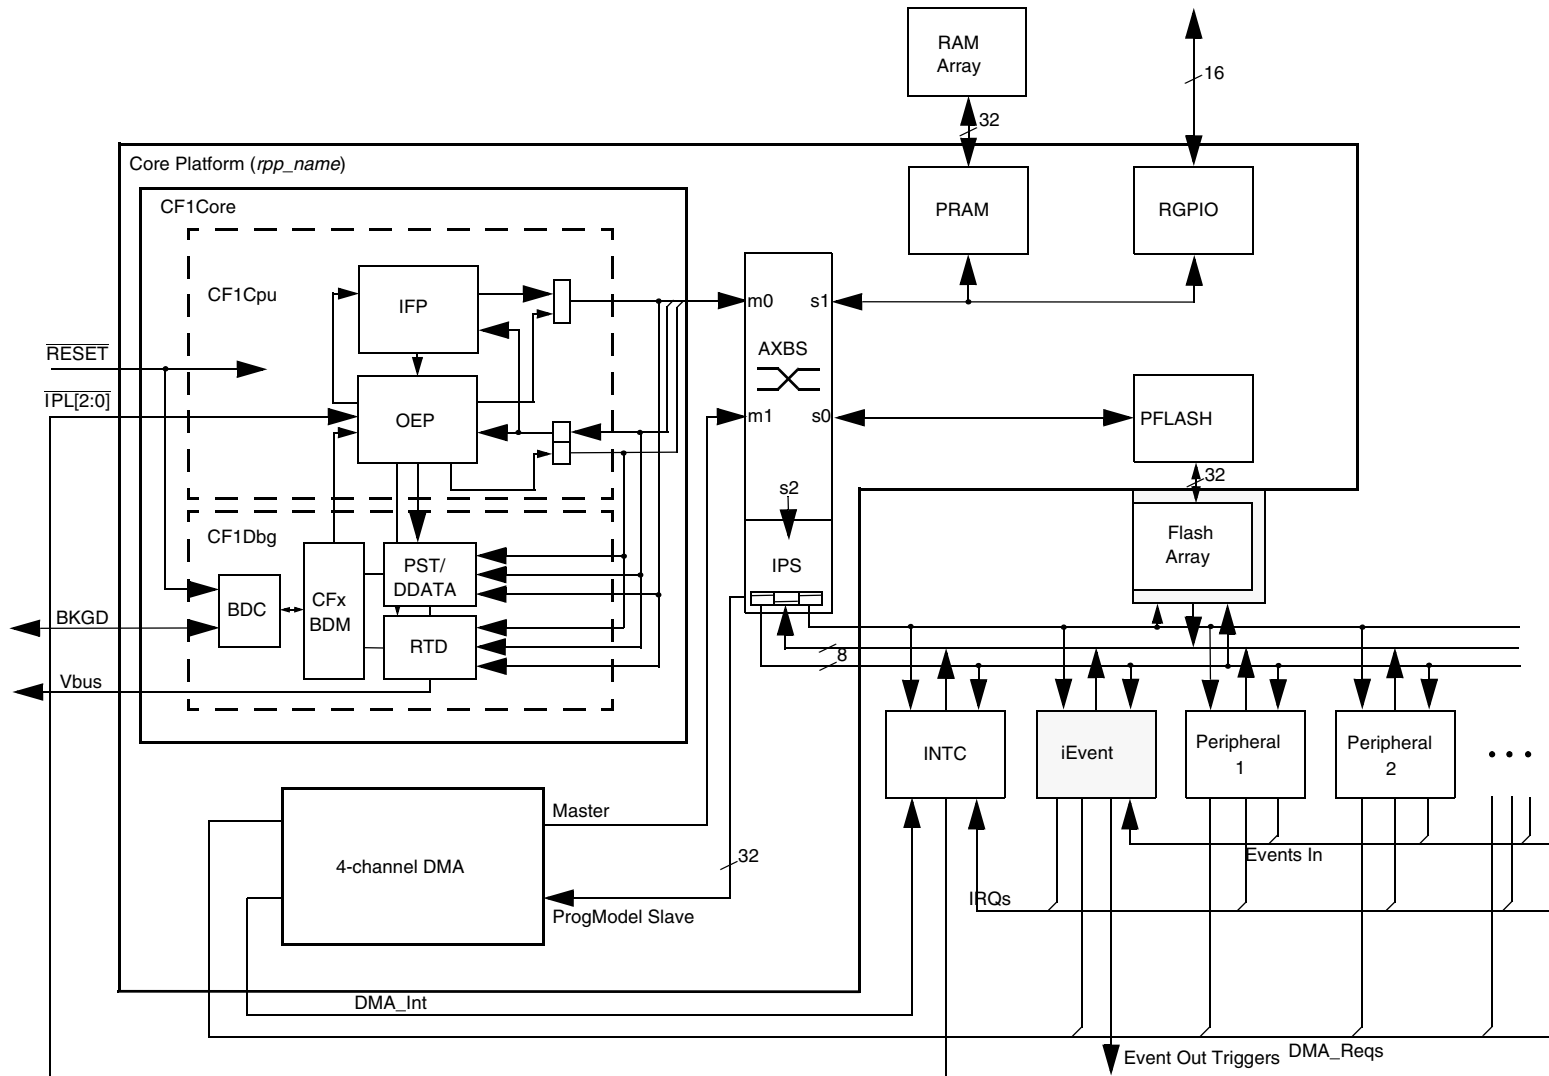 RAM
Array
16
32
Core Platform (rpp_name)
CF1Core
PRAM
RGPIO
CF1Cpu
IFP
m0
s1
RESET
AXBS
IPL[2:0]
OEP
m1
s0
PFLASH
32
s2
CF1Dbg
Flash
Array
PST/
DDATA
IPS
BDC
CFx
BDM
BKGD
RTD
8
Vbus
INTC
iEvent
Peripheral
1
Peripheral
2
• • •
Master
4-channel DMA
32
Events In
ProgModel Slave
IRQs
DMA_Int
Event Out Triggers
DMA_Reqs